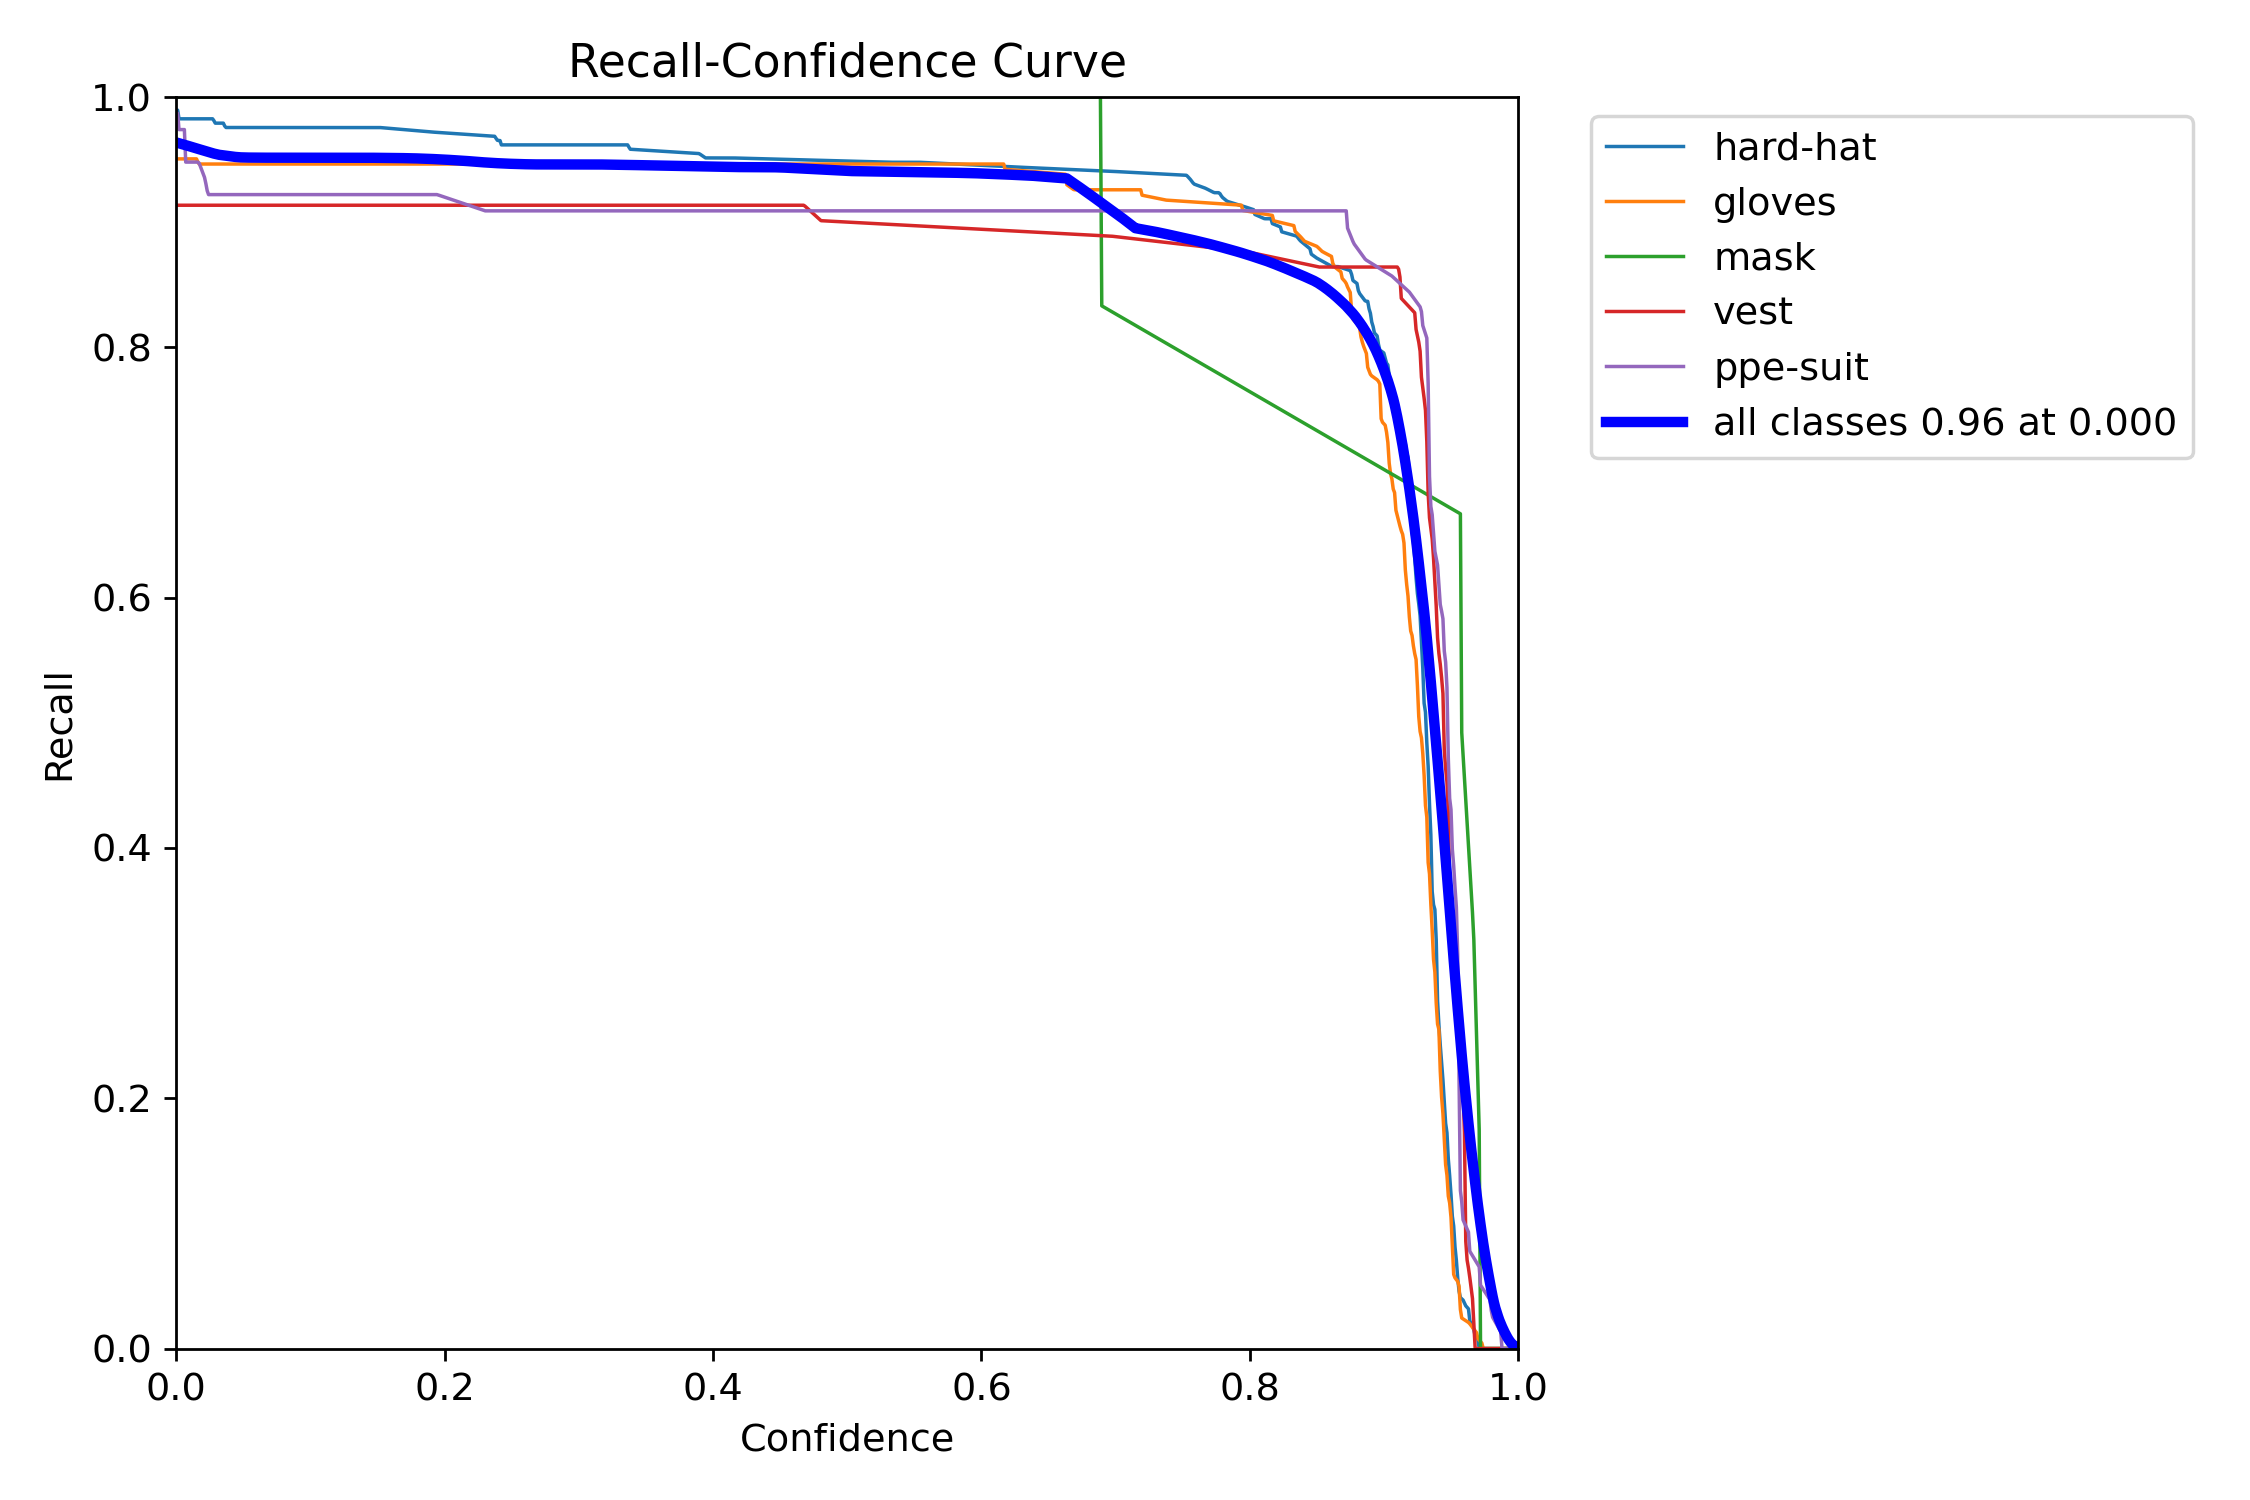 Recall-Confidence Curve
1.0
0.8
0.6
0.4
0.2
0.0
Recall
0.0 0.2 0.4 0.6 0.8 1.0
Confidence
hard-hat
gloves
mask
vest
ppe-suit
all classes 0.96 at 0.000